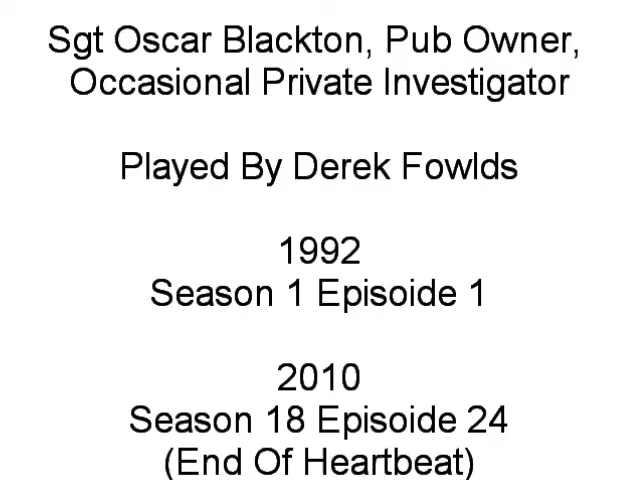 Sgt Oscar Blackton, Pub Owner,
Occasional Private Investigator
Played By Derek Fowlds
1992
Season 1 Episoide 1
2010
Season 18 Episoide 24
(End Of Heartbeat)